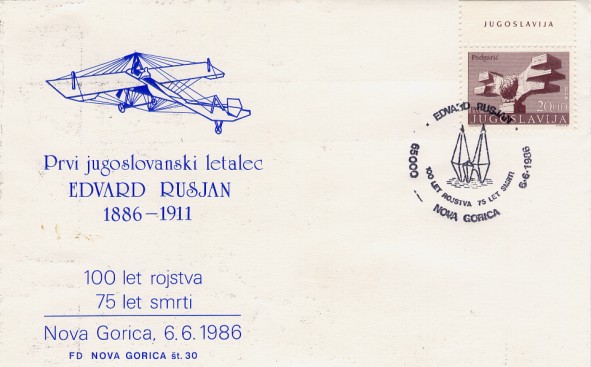 JUGOSLAVIJA
Podgarić
20.00
JUGOSLAVIJA
EDVARD RUSJAN
65000
100 LET ROJSTVA 75 LET SMRTI
6-6-1986
NOVA GORICA
Prvi jugoslovanski letalec
EDVARD RUSJAN
1886-1911
100 let rojstva
75 let smrti
Nova Gorica, 6.6.1986
FD NOVA GORICA št. 30